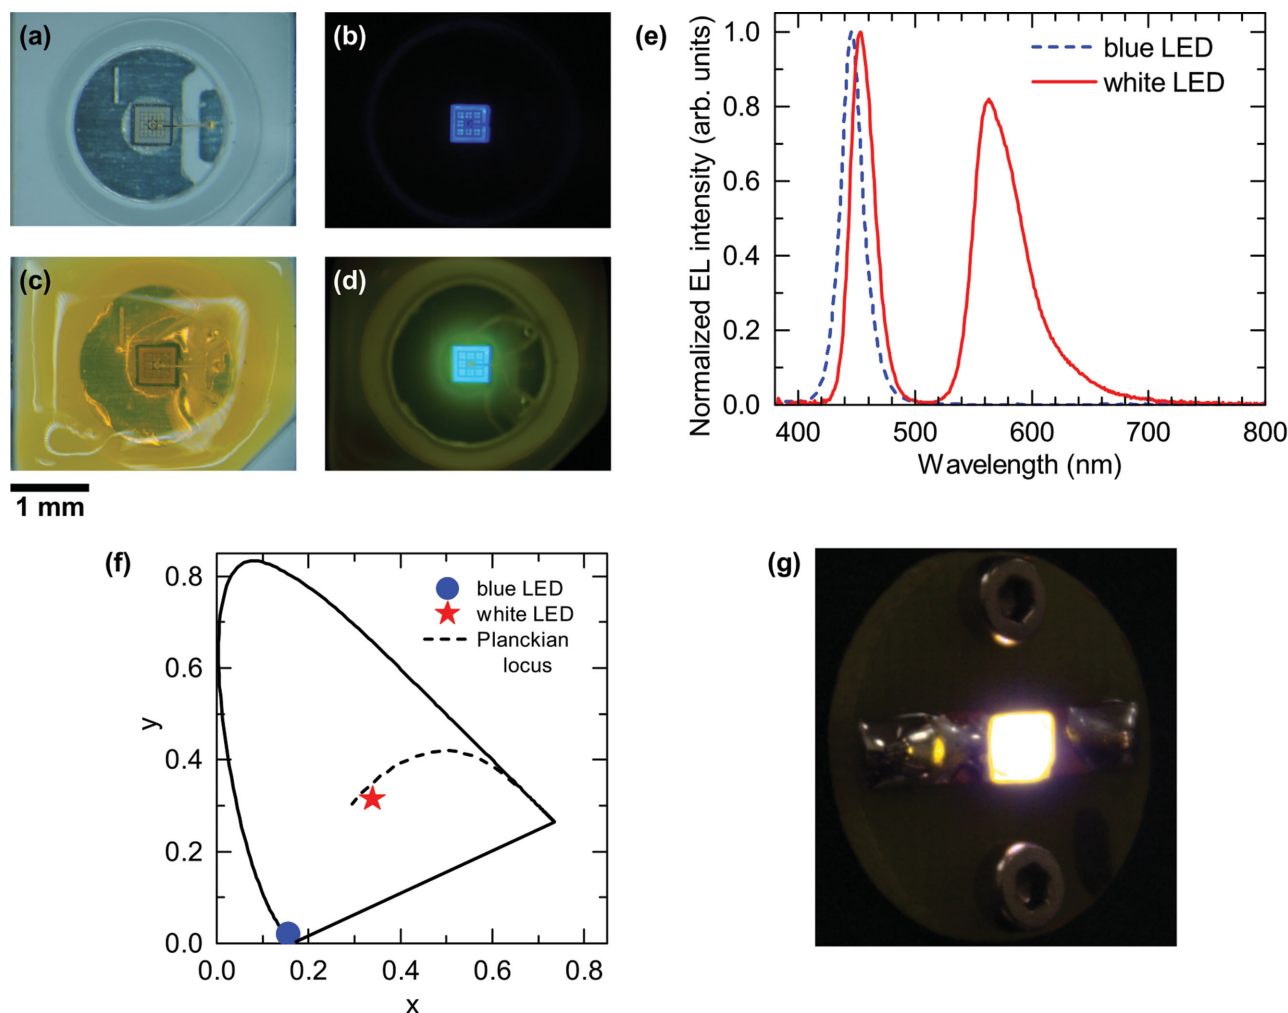 (a)
(b)
(c)
(d)
1 mm
(e)
Normalized EL intensity (arb. units)
1.0
0.8
0.6
0.4
0.2
0.0
blue LED
white LED
400
500
600
700
800
Wavelength (nm)
(f)
y
0.8
0.6
0.4
0.2
0.0
blue LED
white LED
Planckian
locus
0.0
0.2
0.4
0.6
0.8
x
(g)